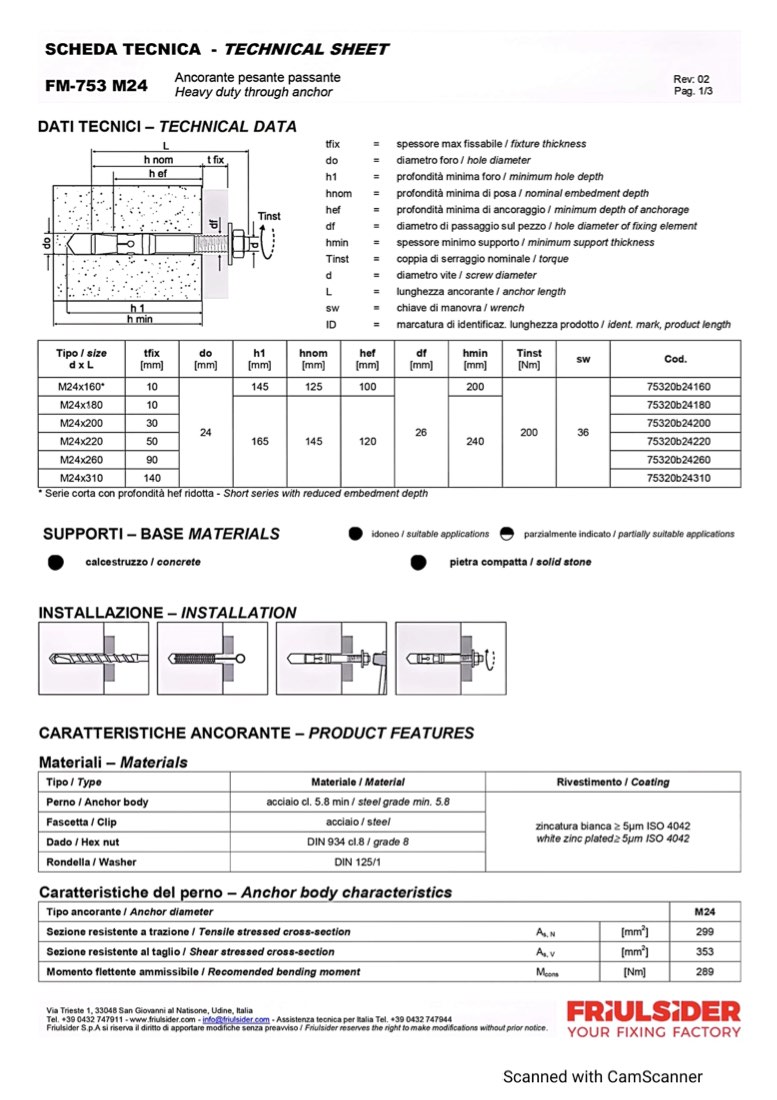 SCHEDA TECNICA - TECHNICAL SHEET
FM-753 M24
Ancorante pesante passante
Heavy duty through anchor
Rev: 02
Pag. 1/3
DATI TECNICI – TECHNICAL DATA
L
h nom
t fix
h ef
df
Tinst
do
d
h 1
h min
tfix = spessore max fissabile / fixture thickness
do = diametro foro / hole diameter
h1 = profondità minima foro / minimum hole depth
hnom = profondità minima di posa / nominal embedment depth
hef = profondità minima di ancoraggio / minimum depth of anchorage
df = diametro di passaggio sul pezzo / hole diameter of fixing element
hmin = spessore minimo supporto / minimum support thickness
Tinst = coppia di serraggio nominale / torque
d = diametro vite / screw diameter
L = lunghezza ancorante / anchor length
sw = chiave di manovra / wrench
ID = marcatura di identificaz. lunghezza prodotto / ident. mark, product length
Tipo / size d x L tfix [mm] do [mm] h1 [mm] hnom [mm] hef [mm] df [mm] hmin [mm] Tinst [Nm] sw Cod.
M24x160* 10 24 145 125 100 26 200 200 36 75320b24160
M24x180 10 165 145 120 240 75320b24180
M24x200 30 75320b24200
M24x220 50 75320b24220
M24x260 90 75320b24260
M24x310 140 75320b24310
* Serie corta con profondità hef ridotta - Short series with reduced embedment depth
SUPPORTI – BASE MATERIALS
idoneo / suitable applications
parzialmente indicato / partially suitable applications
calcestruzzo / concrete
pietra compatta / solid stone
INSTALLAZIONE – INSTALLATION
CARATTERISTICHE ANCORANTE – PRODUCT FEATURES
Materiali – Materials
Tipo / Type Materiale / Material Rivestimento / Coating
Perno / Anchor body acciaio cl. 5.8 min / steel grade min. 5.8
Fascetta / Clip acciaio / steel
Dado / Hex nut DIN 934 cl.8 / grade 8
Rondella / Washer DIN 125/1
zincatura bianca ≥ 5µm ISO 4042
white zinc plated≥ 5µm ISO 4042
Caratteristiche del perno – Anchor body characteristics
Tipo ancorante / Anchor diameter M24
Sezione resistente a trazione / Tensile stressed cross-section As, N [mm²] 299
Sezione resistente al taglio / Shear stressed cross-section As, V [mm²] 353
Momento flettente ammissibile / Recomended bending moment Mcons [Nm] 289
Via Trieste 1, 33048 San Giovanni al Natisone, Udine, Italia
Tel. +39 0432 747911 - www.friulsider.com - info@friulsider.com - Assistenza tecnica per Italia Tel. +39 0432 747944
Friulsider S.p.A si riserva il diritto di apportare modifiche senza preavviso / Friulsider reserves the right to make modifications without prior notice.
FRIULSIDER
YOUR FIXING FACTORY
Scanned with CamScanner